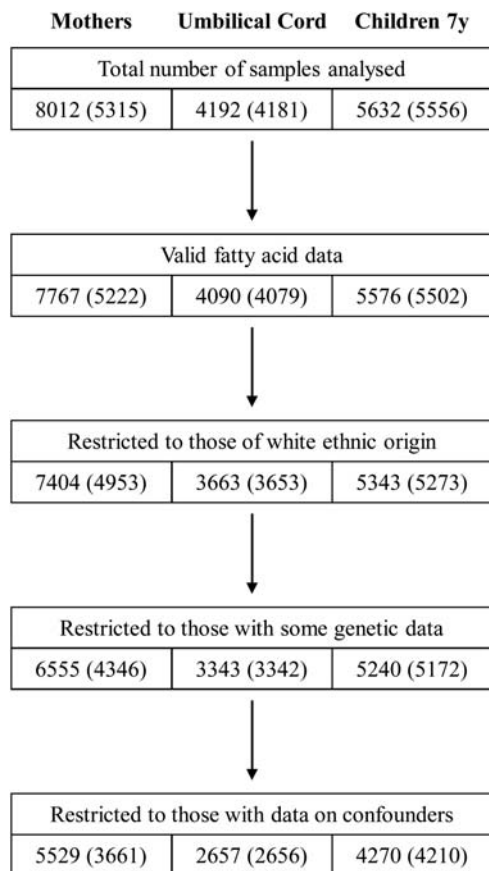 Mothers Umbilical Cord Children 7y
Total number of samples analysed
8012 (5315) 4192 (4181) 5632 (5556)
Valid fatty acid data
7767 (5222) 4090 (4079) 5576 (5502)
Restricted to those of white ethnic origin
7404 (4953) 3663 (3653) 5343 (5273)
Restricted to those with some genetic data
6555 (4346) 3343 (3342) 5240 (5172)
Restricted to those with data on confounders
5529 (3661) 2657 (2656) 4270 (4210)